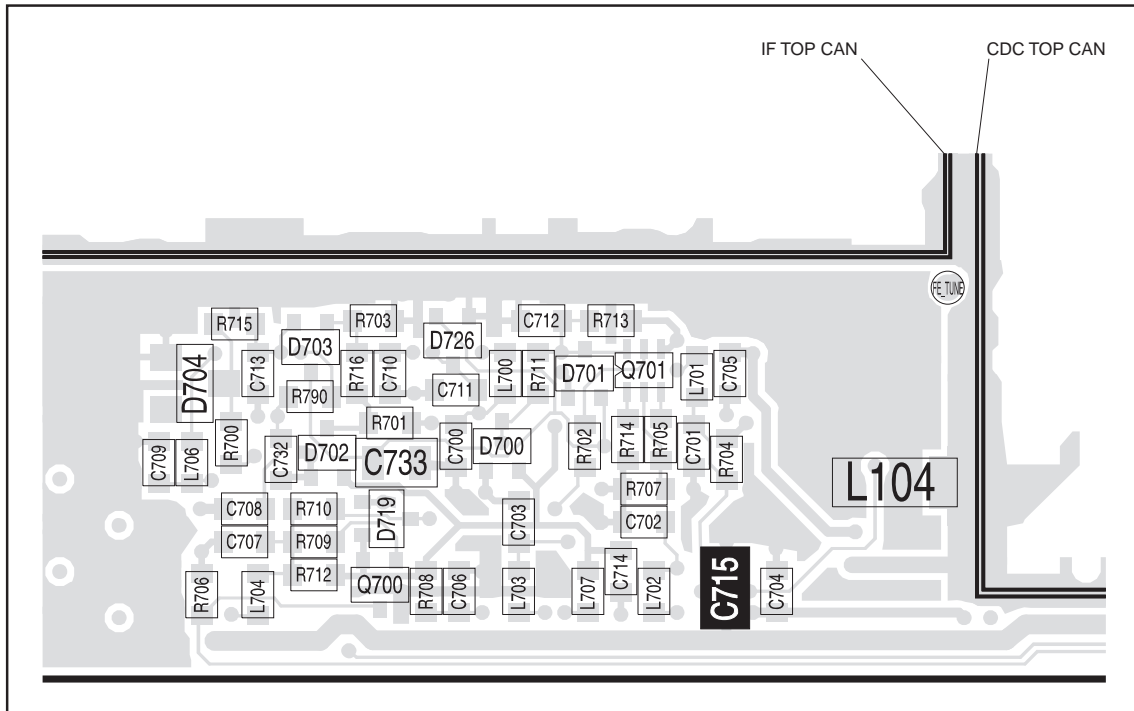 IF TOP CAN
CDC TOP CAN
FE_TUNE
R715
R703
C712
R713
D703
D726
D704
C713
R716
C710
L700
R711
D701
Q701
L701
C705
R790
C711
R701
R700
C732
D702
C733
C700
D700
R702
R714
R705
C701
R704
C709
L706
L104
R707
C708
R710
D719
C703
C702
C707
R709
R712
C714
C715
R706
L704
Q700
R708
C706
L703
L707
L702
C704